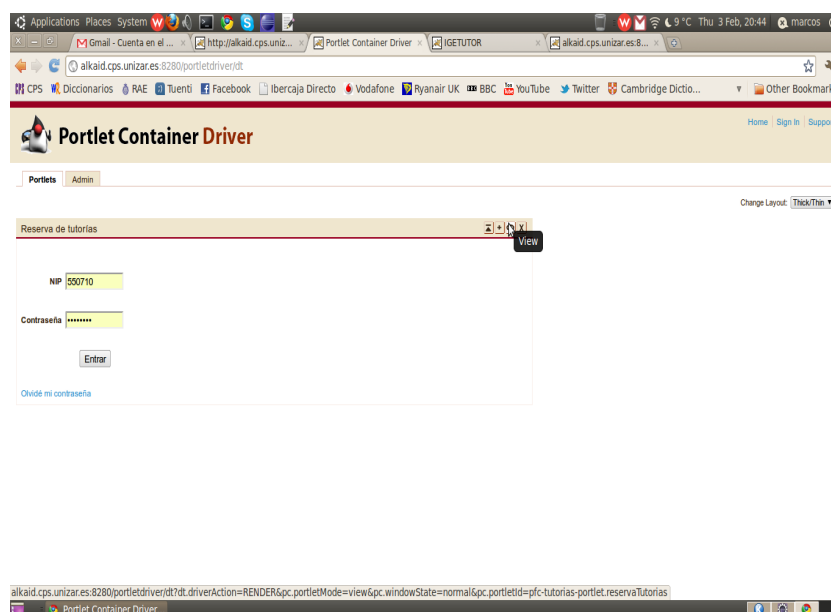 Applications Places System 9 °C Thu 3 Feb, 20:44 marcos
Gmail - Cuenta en el ... × http://alkaid.cps.uniz... × Portlet Container Driver × IGETUTOR × alkaid.cps.unizar.es:8... ×
alkaid.cps.unizar.es:8280/portletdriver/dt
CPS Diccionarios RAE Tuenti Facebook Ibercaja Directo Vodafone Ryanair UK BBC YouTube Twitter Cambridge Dictio... Other Bookmark
Home Sign In Suppo
Portlet Container Driver
Portlets Admin
Change Layout: Thick/Thin
Reserva de tutorías
View
NIP 550710
Contraseña ••••••••
Entrar
Olvidé mi contraseña
alkaid.cps.unizar.es:8280/portletdriver/dt?dt.driverAction=RENDER&pc.portletMode=view&pc.windowState=normal&pc.portletId=pfc-tutorias-portlet.reservaTutorias
Portlet Container Driver